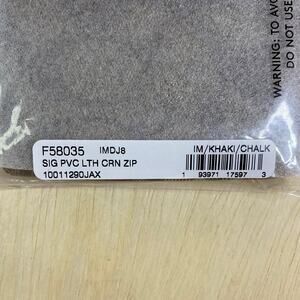 WARNING: TO AVO
DO NOT USE
F58035 IMDJ8 IM/KHAKI/CHALK
SIG PVC LTH CRN ZIP
10011290JAX 1 93971 17597 3